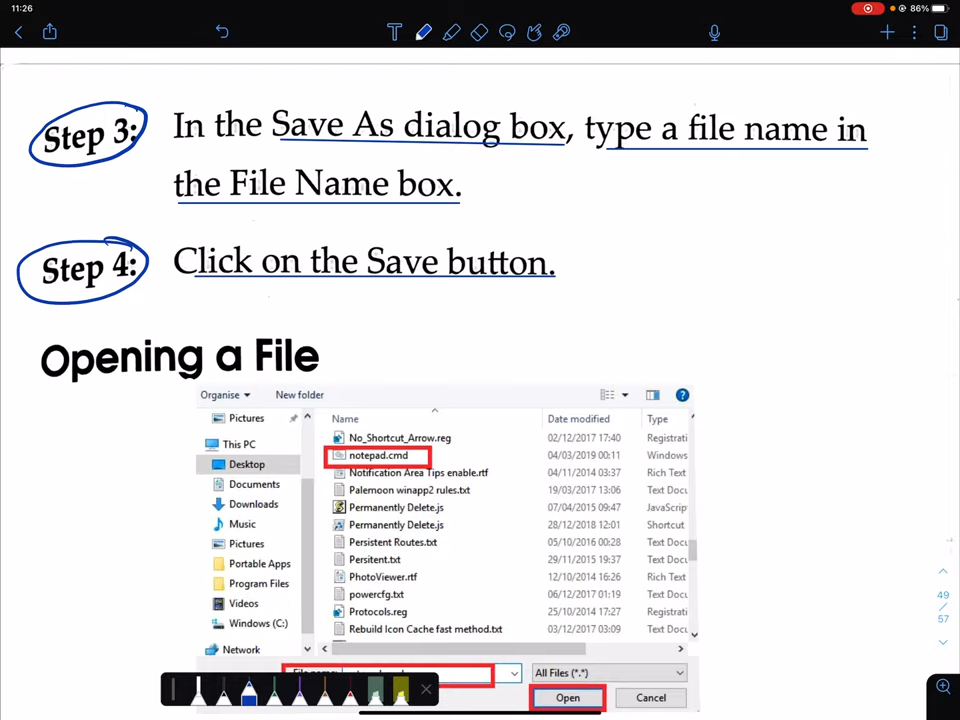 11:26
86%
Step 3: In the Save As dialog box, type a file name in
the File Name box.
Step 4: Click on the Save button.
Opening a File
Organise New folder
Name Date modified Type
Pictures
This PC
Desktop
Documents
Downloads
Music
Pictures
Portable Apps
Program Files
Videos
Windows (C:)
Network
No_Shortcut_Arrow.reg 02/12/2017 17:40 Registrati
notepad.cmd 04/03/2019 00:11 Windows
Notification Area Tips enable.rtf 04/11/2014 03:37 Rich Text
Palemoon winapp2 rules.txt 19/03/2017 13:06 Text Docu
Permanently Delete.js 07/04/2015 09:47 JavaScript
Permanently Delete.js 28/12/2018 12:01 Shortcut
Persistent Routes.txt 05/10/2016 00:28 Text Docu
Persitent.txt 29/11/2015 19:37 Text Docu
PhotoViewer.rtf 12/10/2014 16:26 Rich Text
powercfg.txt 06/12/2017 01:19 Text Docu
Protocols.reg 25/10/2014 17:27 Registrati
Rebuild Icon Cache fast method.txt 03/12/2017 03:09 Text Docu
All Files (*.*)
Open Cancel
49
/
57